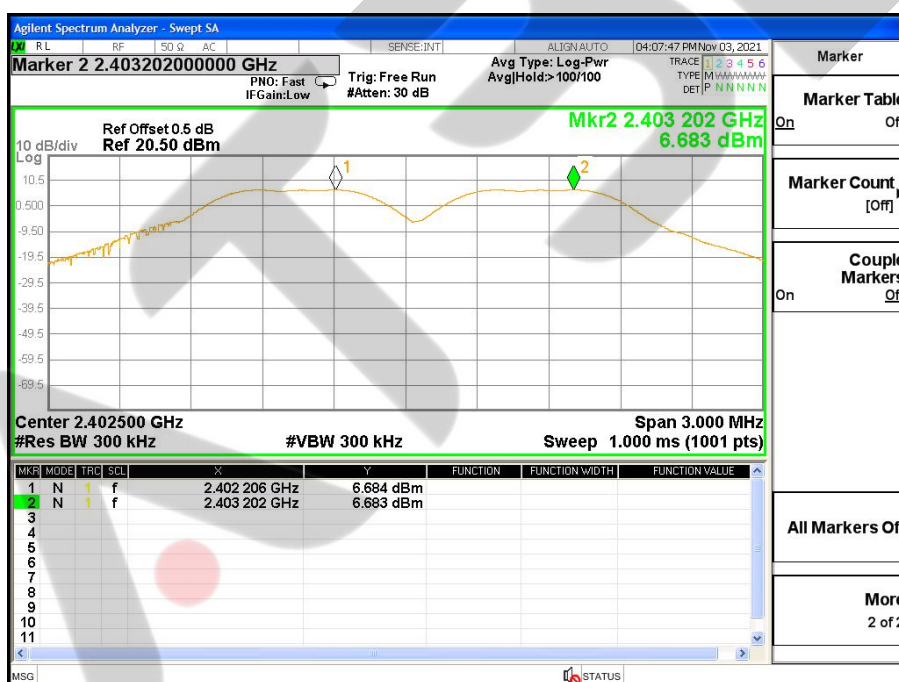 Agilent Spectrum Analyzer - Swept SA
LXI RL RF 50 Ω AC SENSE:INT ALIGN AUTO 04:07:47 PM Nov 03, 2021
Marker 2 2.403202000000 GHz
PNO: Fast
IFGain:Low
Trig: Free Run
#Atten: 30 dB
Avg Type: Log-Pwr
Avg|Hold:>100/100
TRACE 1 2 3 4 5 6
TYPE M
DET P N N N N N
Marker
Marker Table
On Of
Marker Count
[Off]
Couple
Markers
On Of
All Markers Of
More
2 of 2
Ref Offset 0.5 dB
10 dB/div Ref 20.50 dBm
Log
Mkr2 2.403 202 GHz
6.683 dBm
1
2
10.5
0.500
-9.50
-19.5
-29.5
-39.5
-49.5
-59.5
-69.5
Center 2.402500 GHz Span 3.000 MHz
#Res BW 300 kHz #VBW 300 kHz Sweep 1.000 ms (1001 pts)
MKR MODE TRC SCL X Y FUNCTION FUNCTION WIDTH FUNCTION VALUE
1 N 1 f 2.402 206 GHz 6.684 dBm
2 N 1 f 2.403 202 GHz 6.683 dBm
3
4
5
6
7
8
9
10
11
MSG STATUS